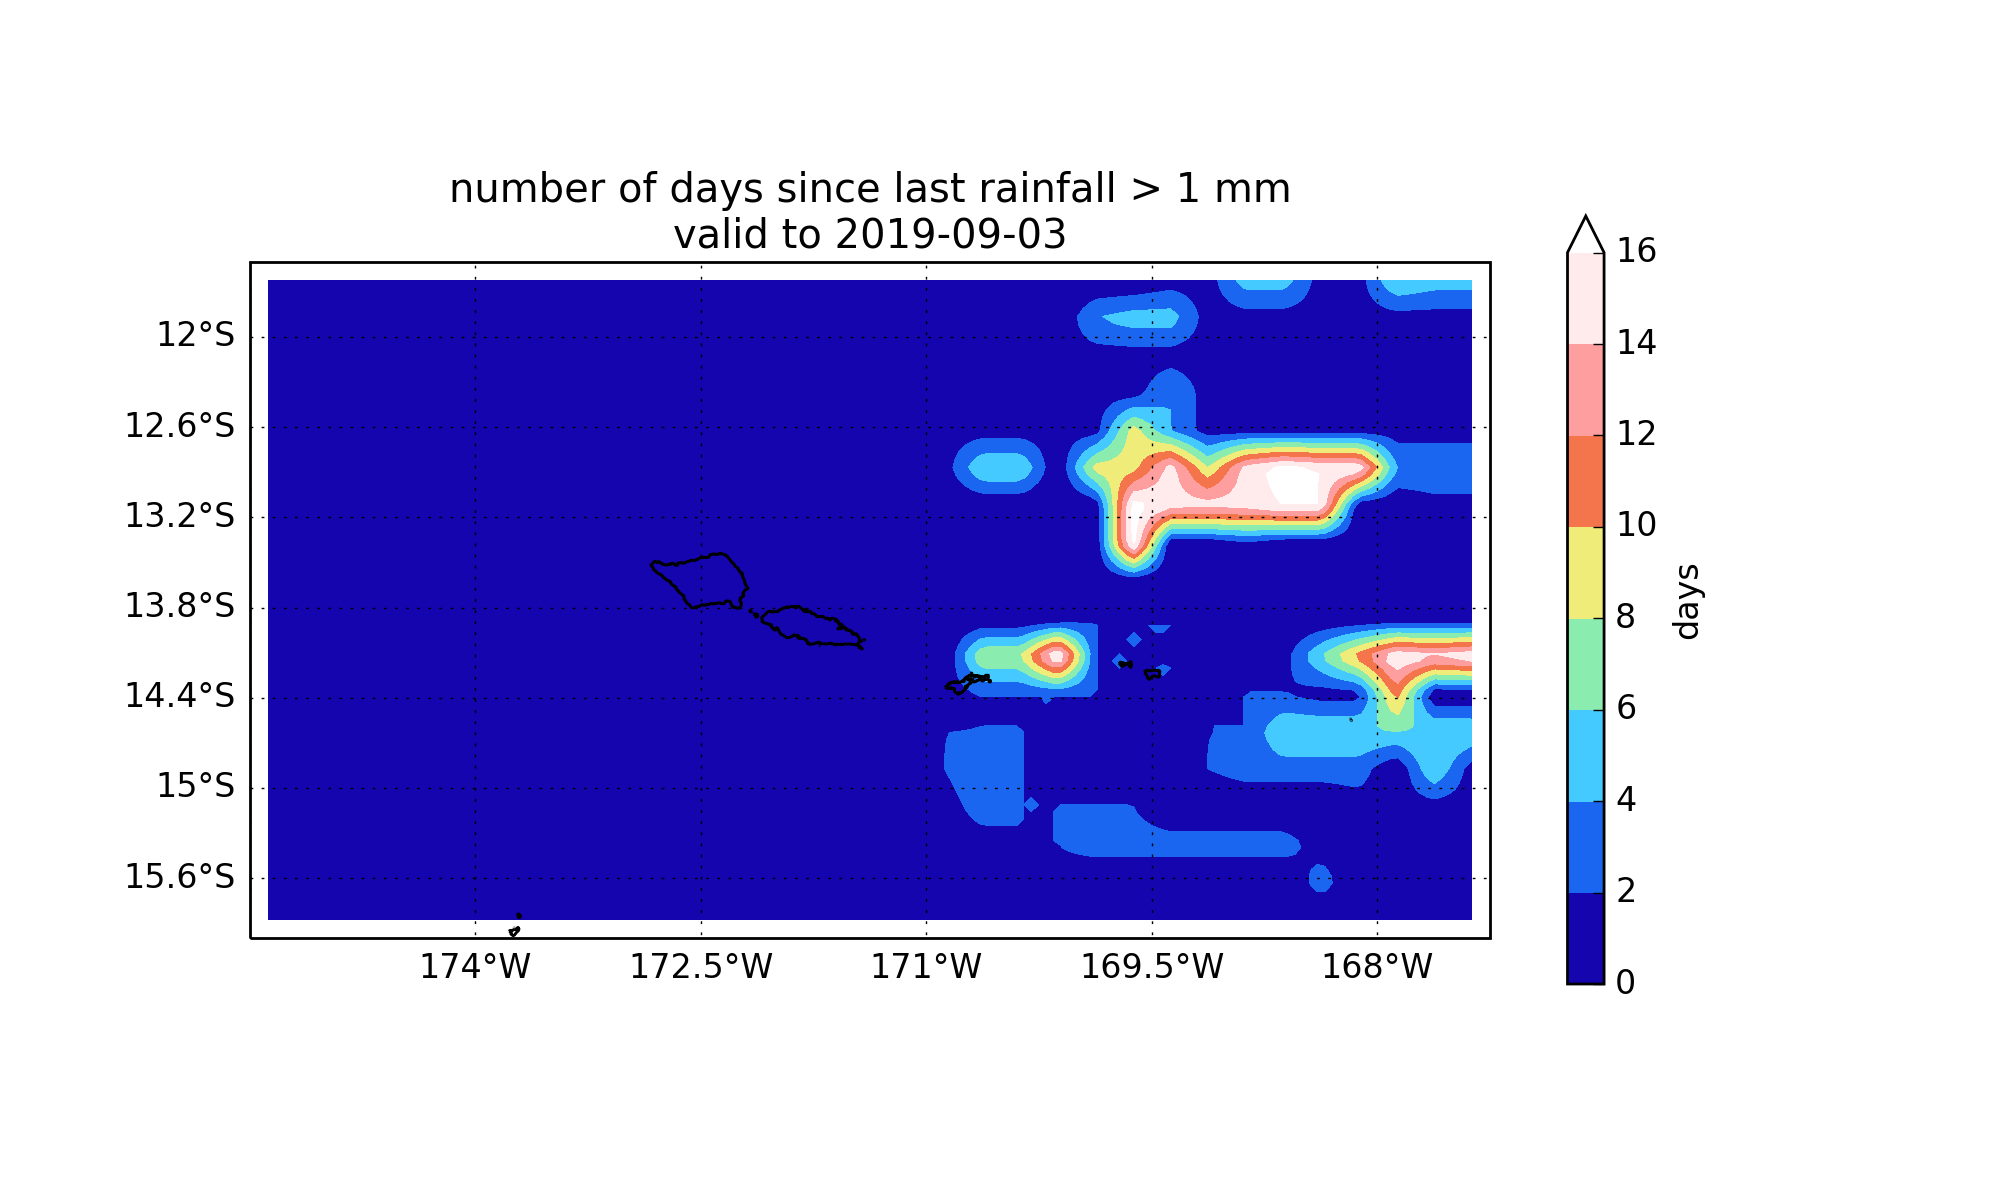 number of days since last rainfall > 1 mm
valid to 2019-09-03
12°S
12.6°S
13.2°S
13.8°S
14.4°S
15°S
15.6°S
174°W 172.5°W 171°W 169.5°W 168°W
16
14
12
10
8
6
4
2
0
days